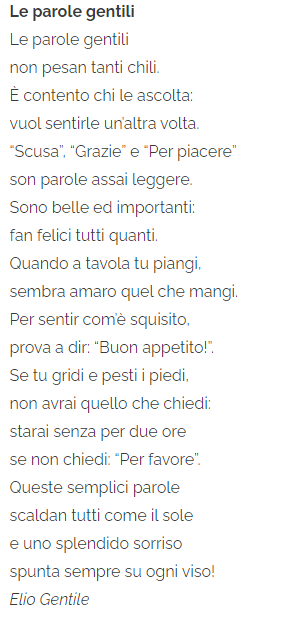 Le parole gentili
Le parole gentili
non pesan tanti chili.
È contento chi le ascolta:
vuol sentirle un'altra volta.
“Scusa”, “Grazie” e “Per piacere”
son parole assai leggere.
Sono belle ed importanti:
fan felici tutti quanti.
Quando a tavola tu piangi,
sembra amaro quel che mangi.
Per sentir com'è squisito,
prova a dir: “Buon appetito!”.
Se tu gridi e pesti i piedi,
non avrai quello che chiedi:
starai senza per due ore
se non chiedi: “Per favore”.
Queste semplici parole
scaldan tutti come il sole
e uno splendido sorriso
spunta sempre su ogni viso!
Elio Gentile